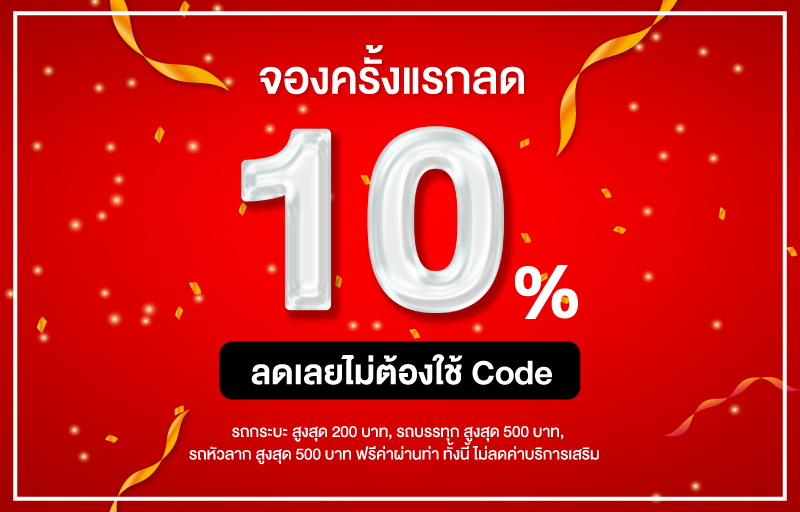 จองครั้งแรกลด
10%
ลดเลยไม่ต้องใช้ Code
รถกระบะ สูงสุด 200 บาท, รถบรรทุก สูงสุด 500 บาท,
รถหัวลาก สูงสุด 500 บาท ฟรีค่าผ่านท่า ทั้งนี้ ไม่ลดค่าบริการเสริม